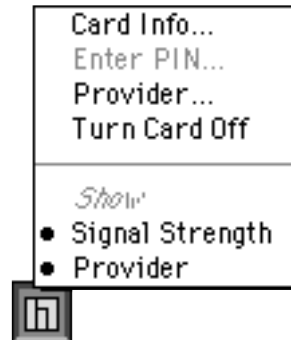 Card Info...
Enter PIN...
Provider...
Turn Card Off
Show
Signal Strength
Provider